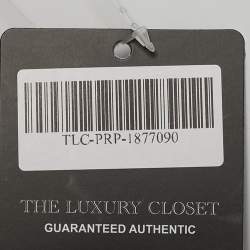 TLC-PRP-1877090
THE LUXURY CLOSET
GUARANTEED AUTHENTIC